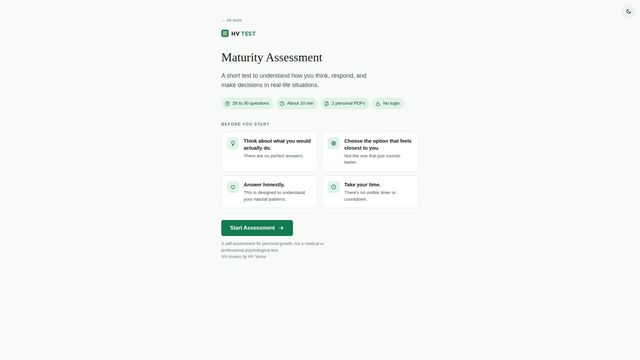 ← All tests
HV TEST
Maturity Assessment
A short test to understand how you think, respond, and
make decisions in real-life situations.
28 to 30 questions
About 10 min
2 personal PDFs
No login
BEFORE YOU START
Think about what you would
actually do.
There are no perfect answers.
Choose the option that feels
closest to you.
Not the one that just sounds
better.
Answer honestly.
This is designed to understand
your natural patterns.
Take your time.
There's no visible timer or
countdown.
Start Assessment →
A self-assessment for personal growth, not a medical or
professional psychological test.
HV Assess by HV Verse.